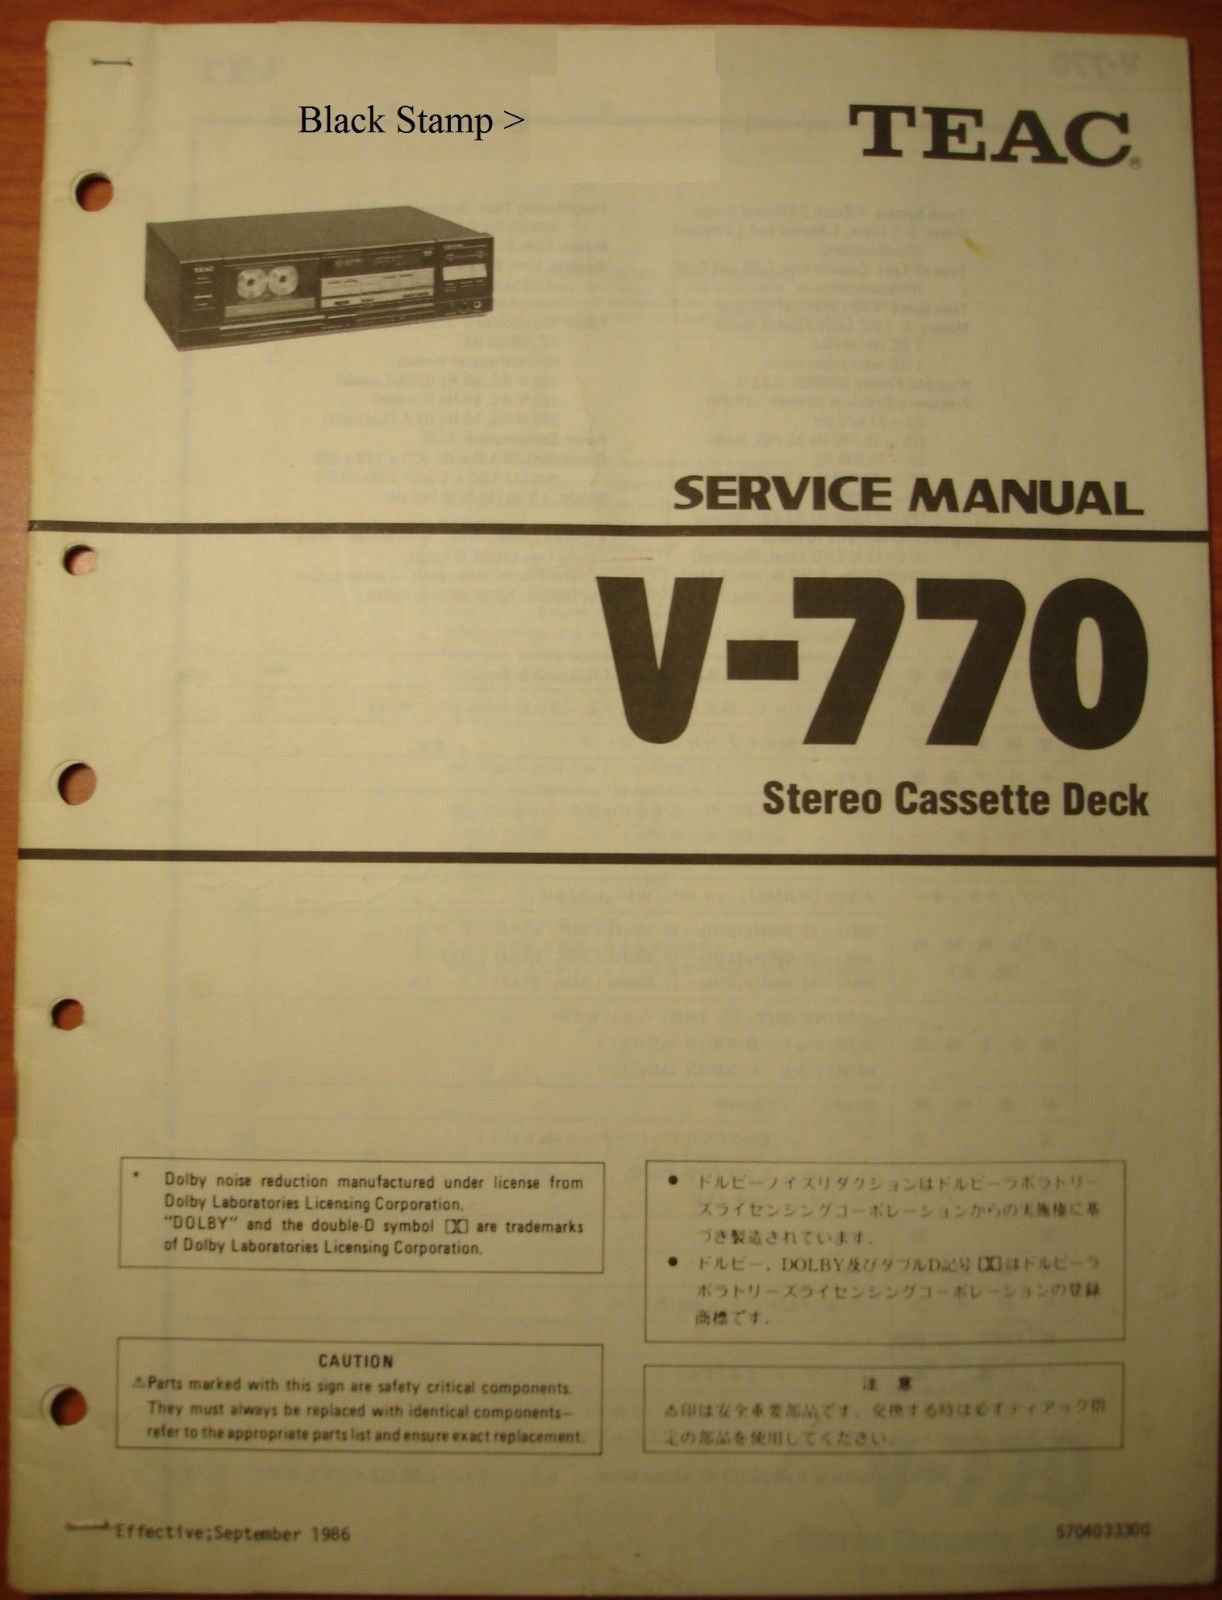 Black Stamp >
TEAC®
TEAC
SERVICE MANUAL
V-770
Stereo Cassette Deck
* Dolby noise reduction manufactured under license from
Dolby Laboratories Licensing Corporation.
"DOLBY" and the double-D symbol are trademarks
of Dolby Laboratories Licensing Corporation.
● ドルビーノイズリダクションはドルビーラボラトリー
ズライセンシングコーポレーションからの実施権に基
づき製造されています.
● ドルビー、DOLBY及びダブルD記号 はドルビーラ
ボラトリーズライセンシングコーポレーションの登録
商標です.
CAUTION
⚠Parts marked with this sign are safety critical components.
They must always be replaced with identical components—
refer to the appropriate parts list and ensure exact replacement.
注 意
⚠印は安全重要部品です. 交換する時は必ずティアック指
定の部品を使用してください.
Effective;September 1986
5704033300